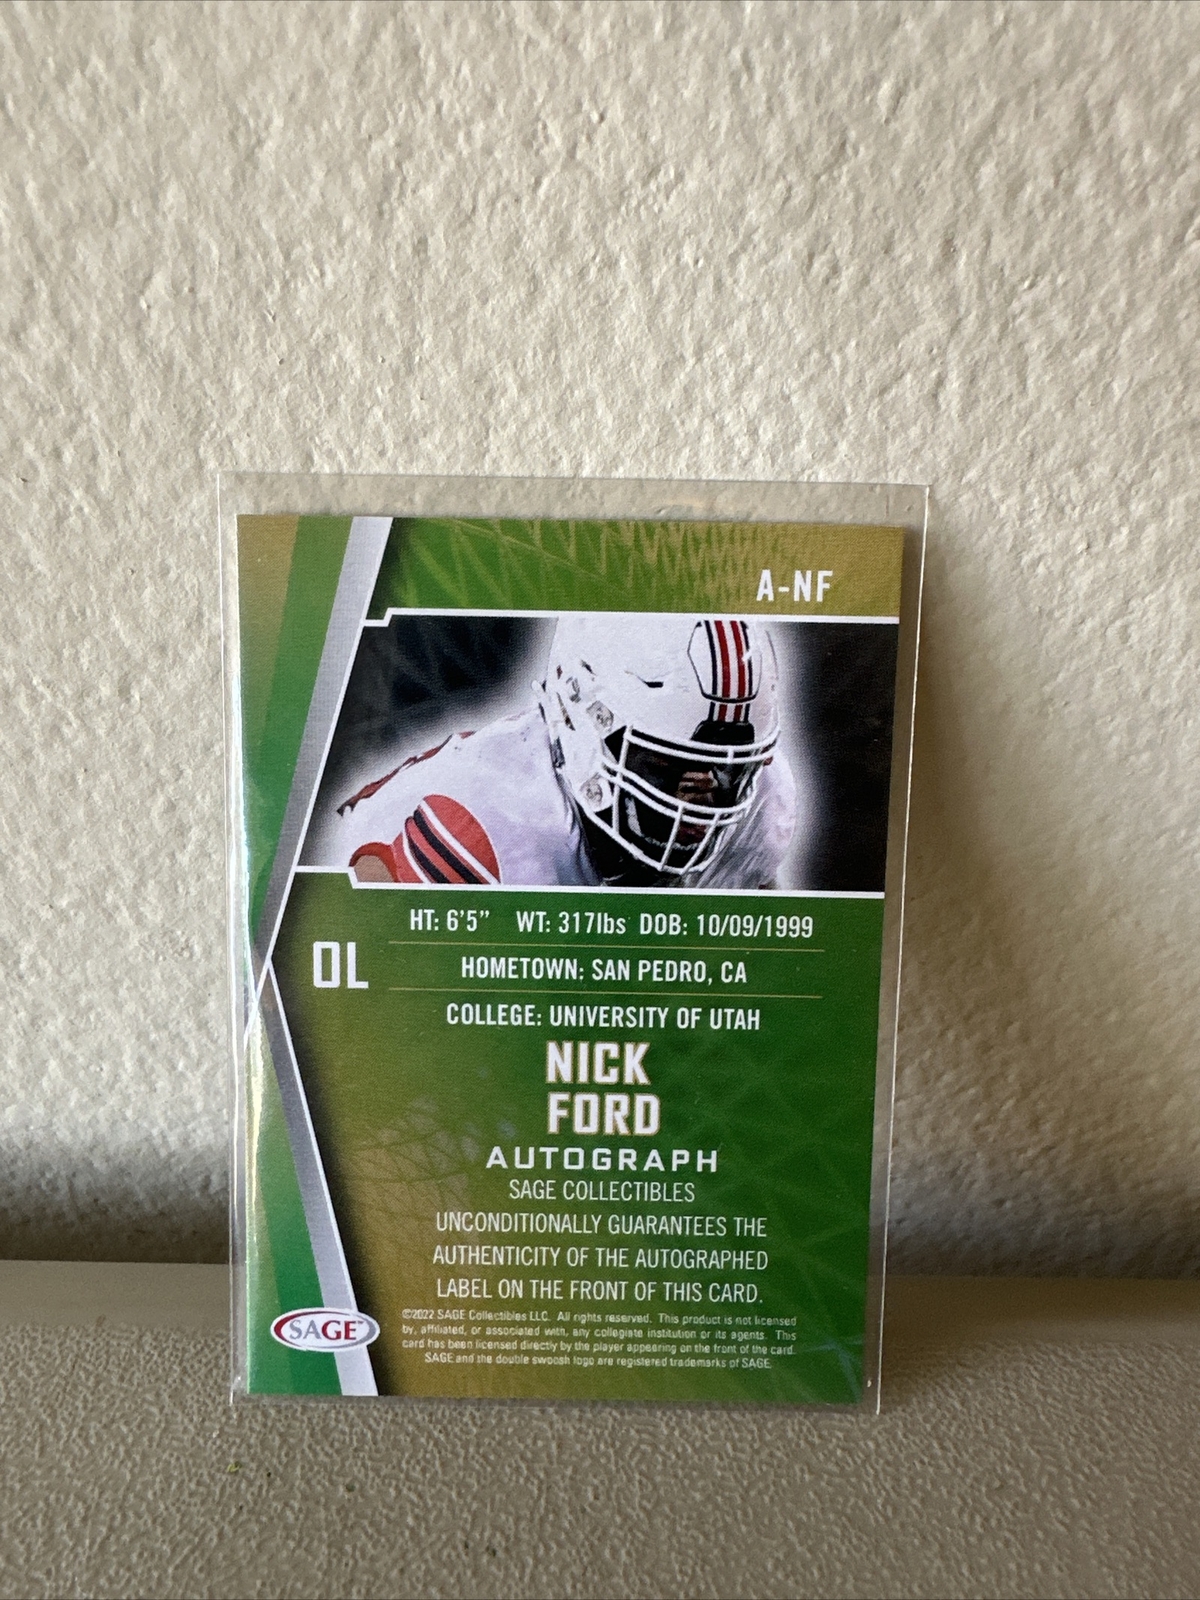 A-NF
HT: 6'5" WT: 317lbs DOB: 10/09/1999
OL
HOMETOWN: SAN PEDRO, CA
COLLEGE: UNIVERSITY OF UTAH
NICK
FORD
AUTOGRAPH
SAGE COLLECTIBLES
UNCONDITIONALLY GUARANTEES THE
AUTHENTICITY OF THE AUTOGRAPHED
LABEL ON THE FRONT OF THIS CARD.
©2022 SAGE Collectibles LLC. All rights reserved. This product is not licensed
by, affiliated, or associated with, any collegiate institution or its agents. This
card has been licensed directly by the player appearing on the front of the card.
SAGE and the double swoosh logo are registered trademarks of SAGE.
SAGE™